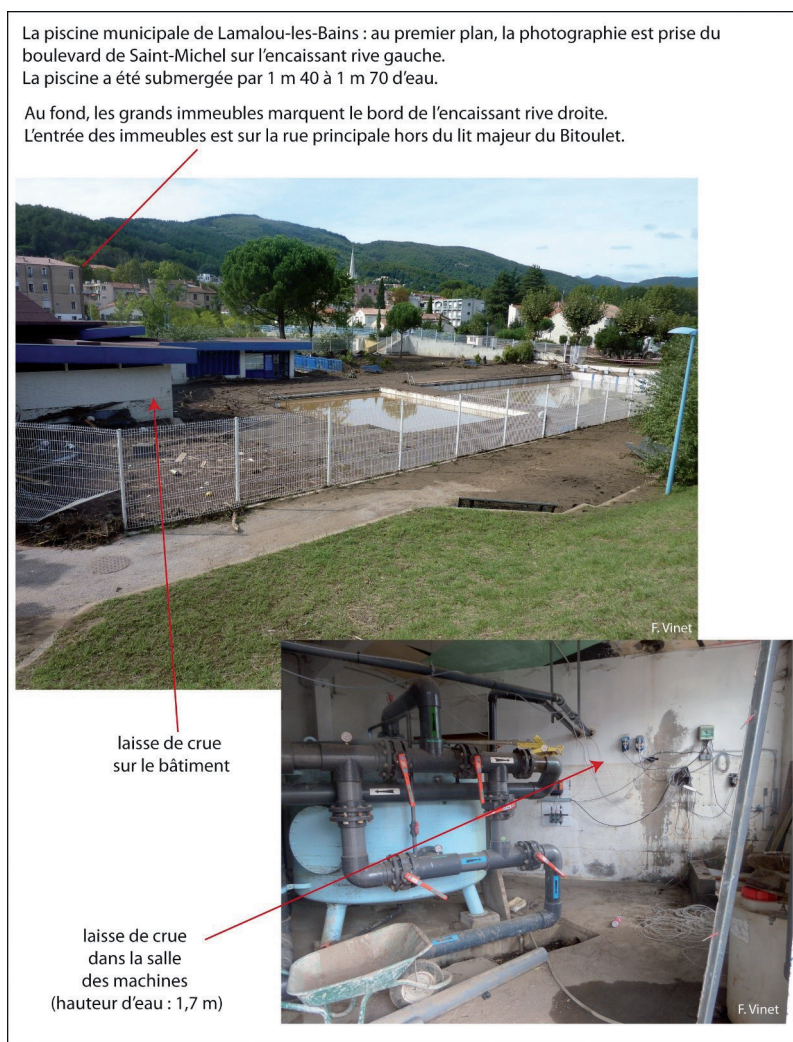 La piscine municipale de Lamalou-les-Bains : au premier plan, la photographie est prise du
boulevard de Saint-Michel sur l’encaissant rive gauche.
La piscine a été submergée par 1 m 40 à 1 m 70 d’eau.
Au fond, les grands immeubles marquent le bord de l’encaissant rive droite.
L’entrée des immeubles est sur la rue principale hors du lit majeur du Bitoulet.
F. Vinet
laisse de crue
sur le bâtiment
laisse de crue
dans la salle
des machines
(hauteur d’eau : 1,7 m)
F. Vinet